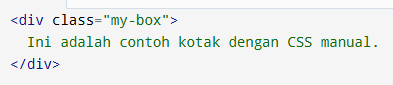 <div class="my-box">
  Ini adalah contoh kotak dengan CSS manual.
</div>